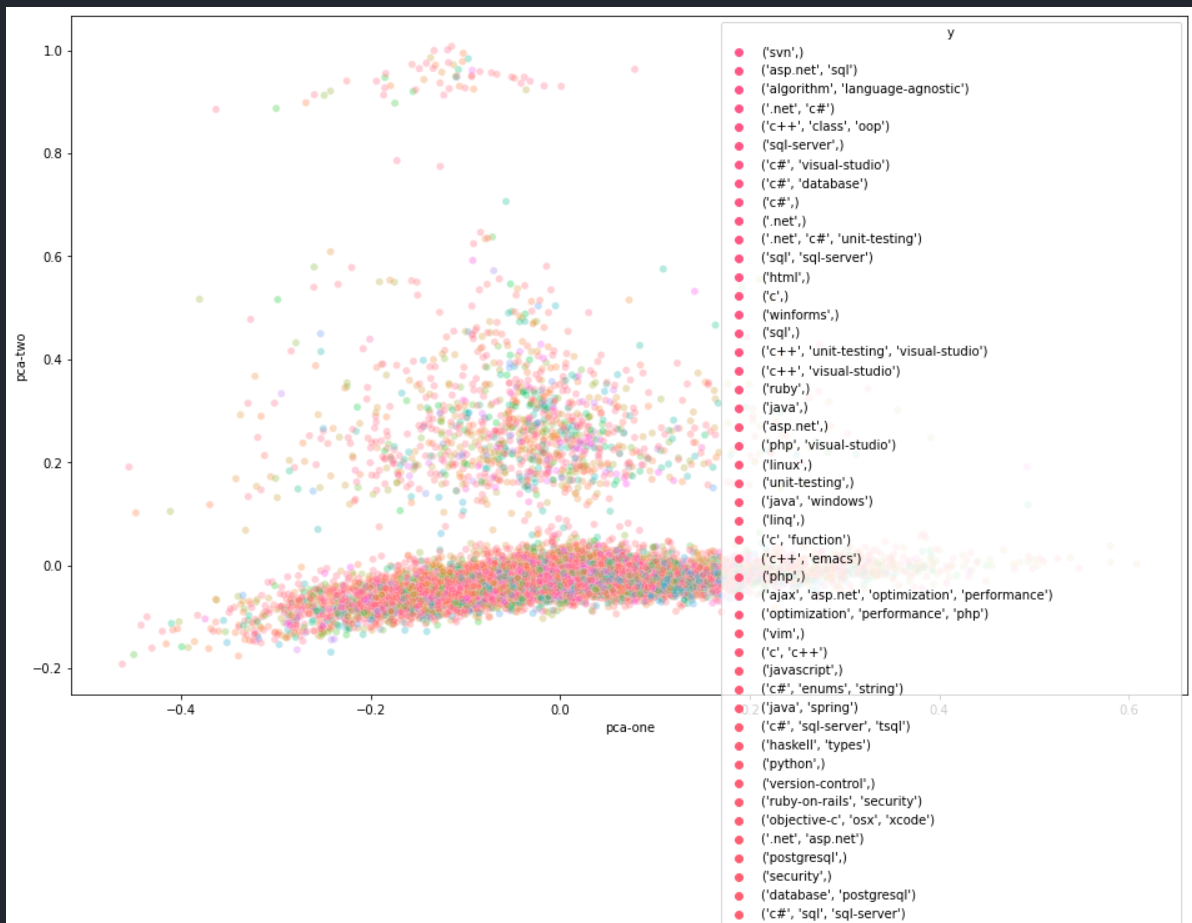 y
('svn',)
('asp.net', 'sql')
('algorithm', 'language-agnostic')
('.net', 'c#')
('c++', 'class', 'oop')
('sql-server',)
('c#', 'visual-studio')
('c#', 'database')
('c#',)
('.net',)
('.net', 'c#', 'unit-testing')
('sql', 'sql-server')
('html',)
('c',)
('winforms',)
('sql',)
('c++', 'unit-testing', 'visual-studio')
('c++', 'visual-studio')
('ruby',)
('java',)
('asp.net',)
('php', 'visual-studio')
('linux',)
('unit-testing',)
('java', 'windows')
('linq',)
('c', 'function')
('c++', 'emacs')
('php',)
('ajax', 'asp.net', 'optimization', 'performance')
('optimization', 'performance', 'php')
('vim',)
('c', 'c++')
('javascript',)
('c#', 'enums', 'string')
('java', 'spring')
('c#', 'sql-server', 'tsql')
('haskell', 'types')
('python',)
('version-control',)
('ruby-on-rails', 'security')
('objective-c', 'osx', 'xcode')
('.net', 'asp.net')
('postgresql',)
('security',)
('database', 'postgresql')
('c#', 'sql', 'sql-server')
1.0
0.8
0.6
0.4
0.2
0.0
−0.2
pca-two
−0.4 −0.2 0.0 0.2 0.4 0.6
pca-one